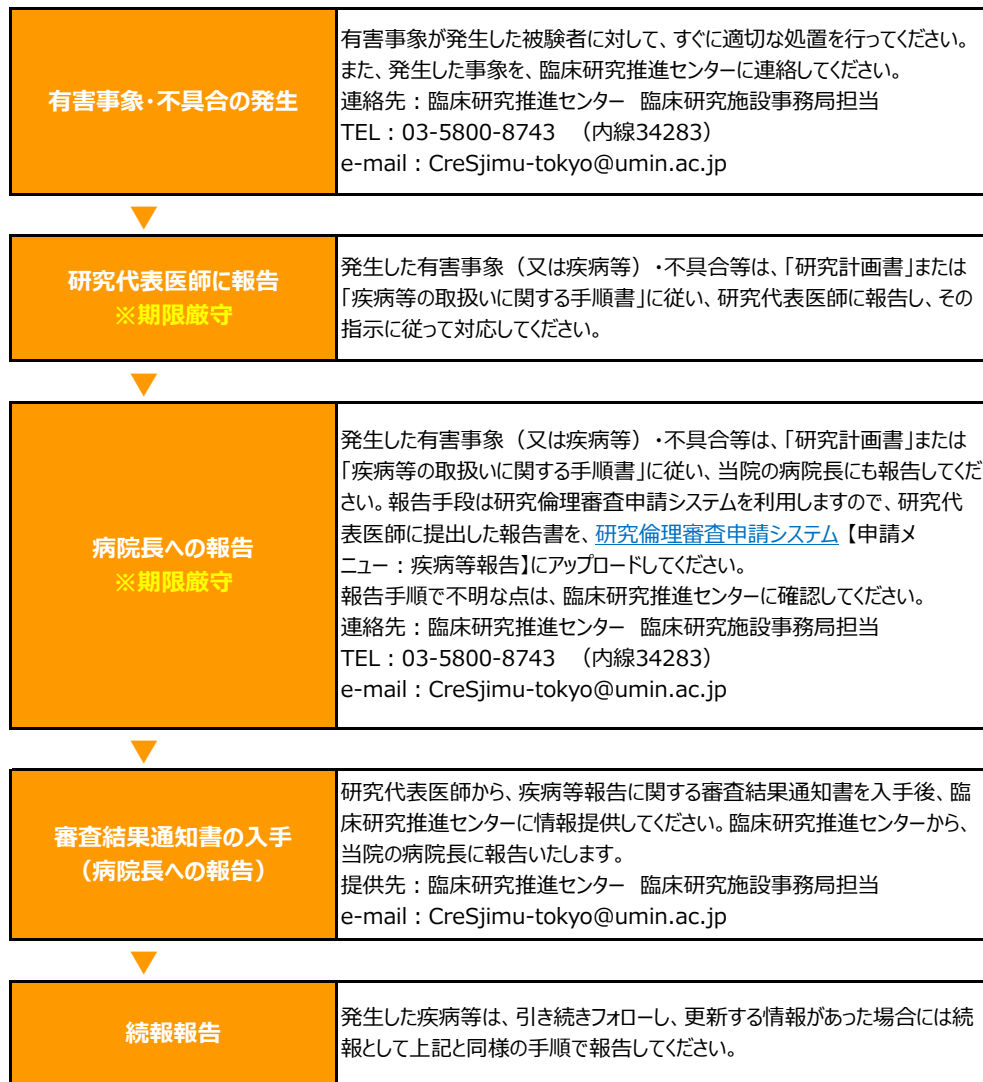 有害事象・不具合の発生
有害事象が発生した被験者に対して、すぐに適切な処置を行ってください。
また、発生した事象を、臨床研究推進センターに連絡してください。
連絡先：臨床研究推進センター　臨床研究施設事務局担当
TEL：03-5800-8743　（内線34283）
e-mail：CreSjimu-tokyo@umin.ac.jp
研究代表医師に報告
※期限厳守
発生した有害事象（又は疾病等）・不具合等は、「研究計画書」または
「疾病等の取扱いに関する手順書」に従い、研究代表医師に報告し、その
指示に従って対応してください。
病院長への報告
※期限厳守
発生した有害事象（又は疾病等）・不具合等は、「研究計画書」または
「疾病等の取扱いに関する手順書」に従い、当院の病院長にも報告してくだ
さい。報告手段は研究倫理審査申請システムを利用しますので、研究代
表医師に提出した報告書を、研究倫理審査申請システム【申請メ
ニュー：疾病等報告】にアップロードしてください。
報告手順で不明な点は、臨床研究推進センターに確認してください。
連絡先：臨床研究推進センター　臨床研究施設事務局担当
TEL：03-5800-8743　（内線34283）
e-mail：CreSjimu-tokyo@umin.ac.jp
審査結果通知書の入手
（病院長への報告）
研究代表医師から、疾病等報告に関する審査結果通知書を入手後、臨
床研究推進センターに情報提供してください。臨床研究推進センターから、
当院の病院長に報告いたします。
提供先：臨床研究推進センター　臨床研究施設事務局担当
e-mail：CreSjimu-tokyo@umin.ac.jp
続報報告
発生した疾病等は、引き続きフォローし、更新する情報があった場合には続
報として上記と同様の手順で報告してください。